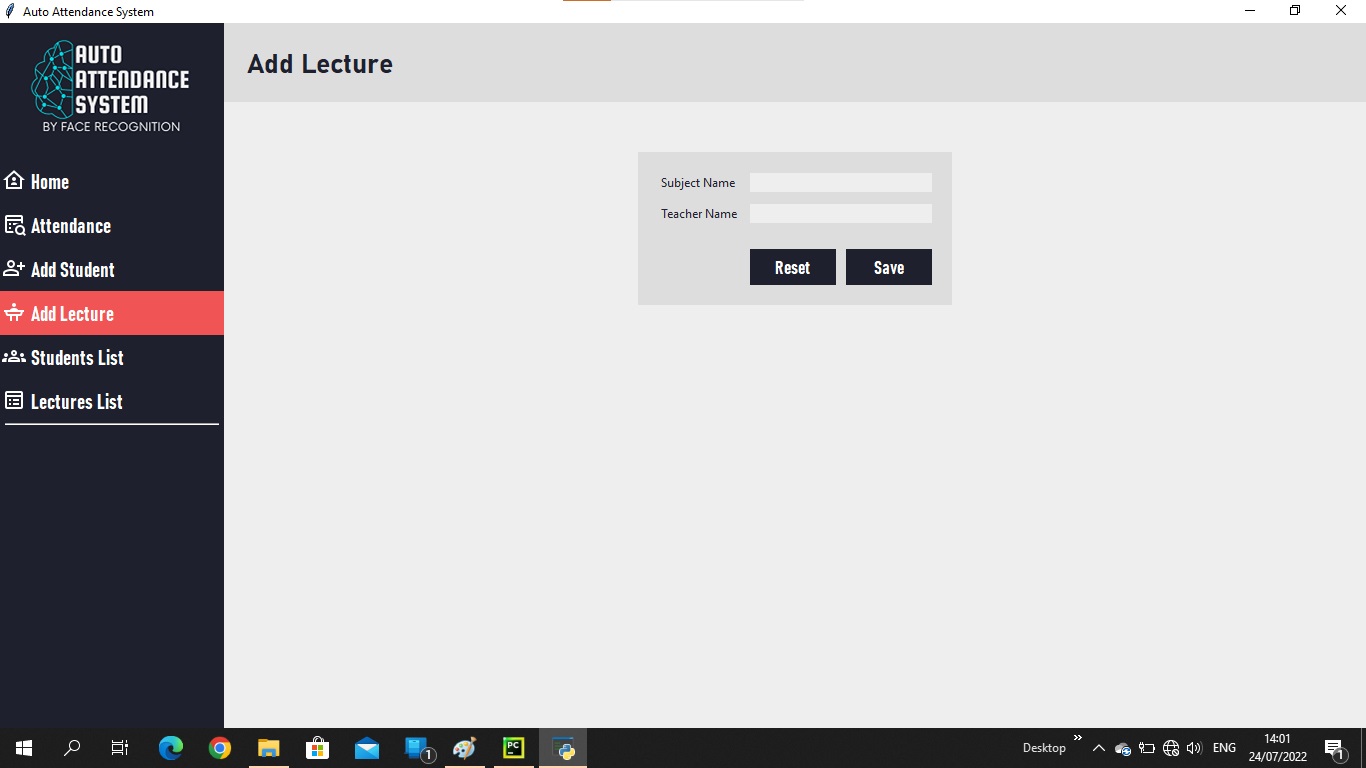 Auto Attendance System
AUTO
ATTENDANCE
SYSTEM
BY FACE RECOGNITION
Home
Attendance
Add Student
Add Lecture
Students List
Lectures List
Add Lecture
Subject Name
Teacher Name
Reset Save
1
PC
Desktop
ENG
14:01
24/07/2022
1